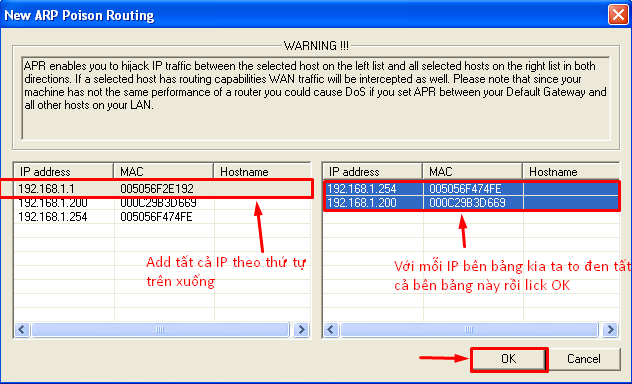 New ARP Poison Routing
WARNING !!!
APR enables you to hijack IP traffic between the selected host on the left list and all selected hosts on the right list in both
directions. If a selected host has routing capabilities WAN traffic will be intercepted as well. Please note that since your
machine has not the same performance of a router you could cause DoS if you set APR between your Default Gateway and
all other hosts on your LAN.
IP address MAC Hostname
192.168.1.1 005056F2E192
192.168.1.200 000C29B3D669
192.168.1.254 005056F474FE
Add tất cả IP theo thứ tự
trên xuống
IP address MAC Hostname
192.168.1.254 005056F474FE
192.168.1.200 000C29B3D669
Với mỗi IP bên bảng kia ta to đen tất
cả bên bảng này rồi lick OK
OK Cancel